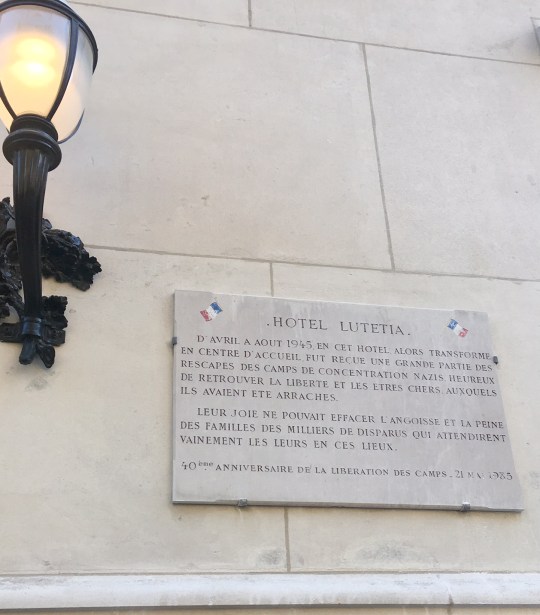 . HOTEL LUTETIA .
D'AVRIL A AOUT 1945, EN CET HOTEL ALORS TRANSFORME
EN CENTRE D'ACCUEIL, FUT REÇUE UNE GRANDE PARTIE DES
RESCAPES DES CAMPS DE CONCENTRATION NAZIS, HEUREUX
DE RETROUVER LA LIBERTE ET LES ETRES CHERS, AUXQUELS
ILS AVAIENT ETE ARRACHES.
LEUR JOIE NE POUVAIT EFFACER L'ANGOISSE ET LA PEINE
DES FAMILLES DES MILLIERS DE DISPARUS QUI ATTENDIRENT
VAINEMENT LES LEURS EN CES LIEUX.
40ème ANNIVERSAIRE DE LA LIBERATION DES CAMPS. 21 MAI 1985